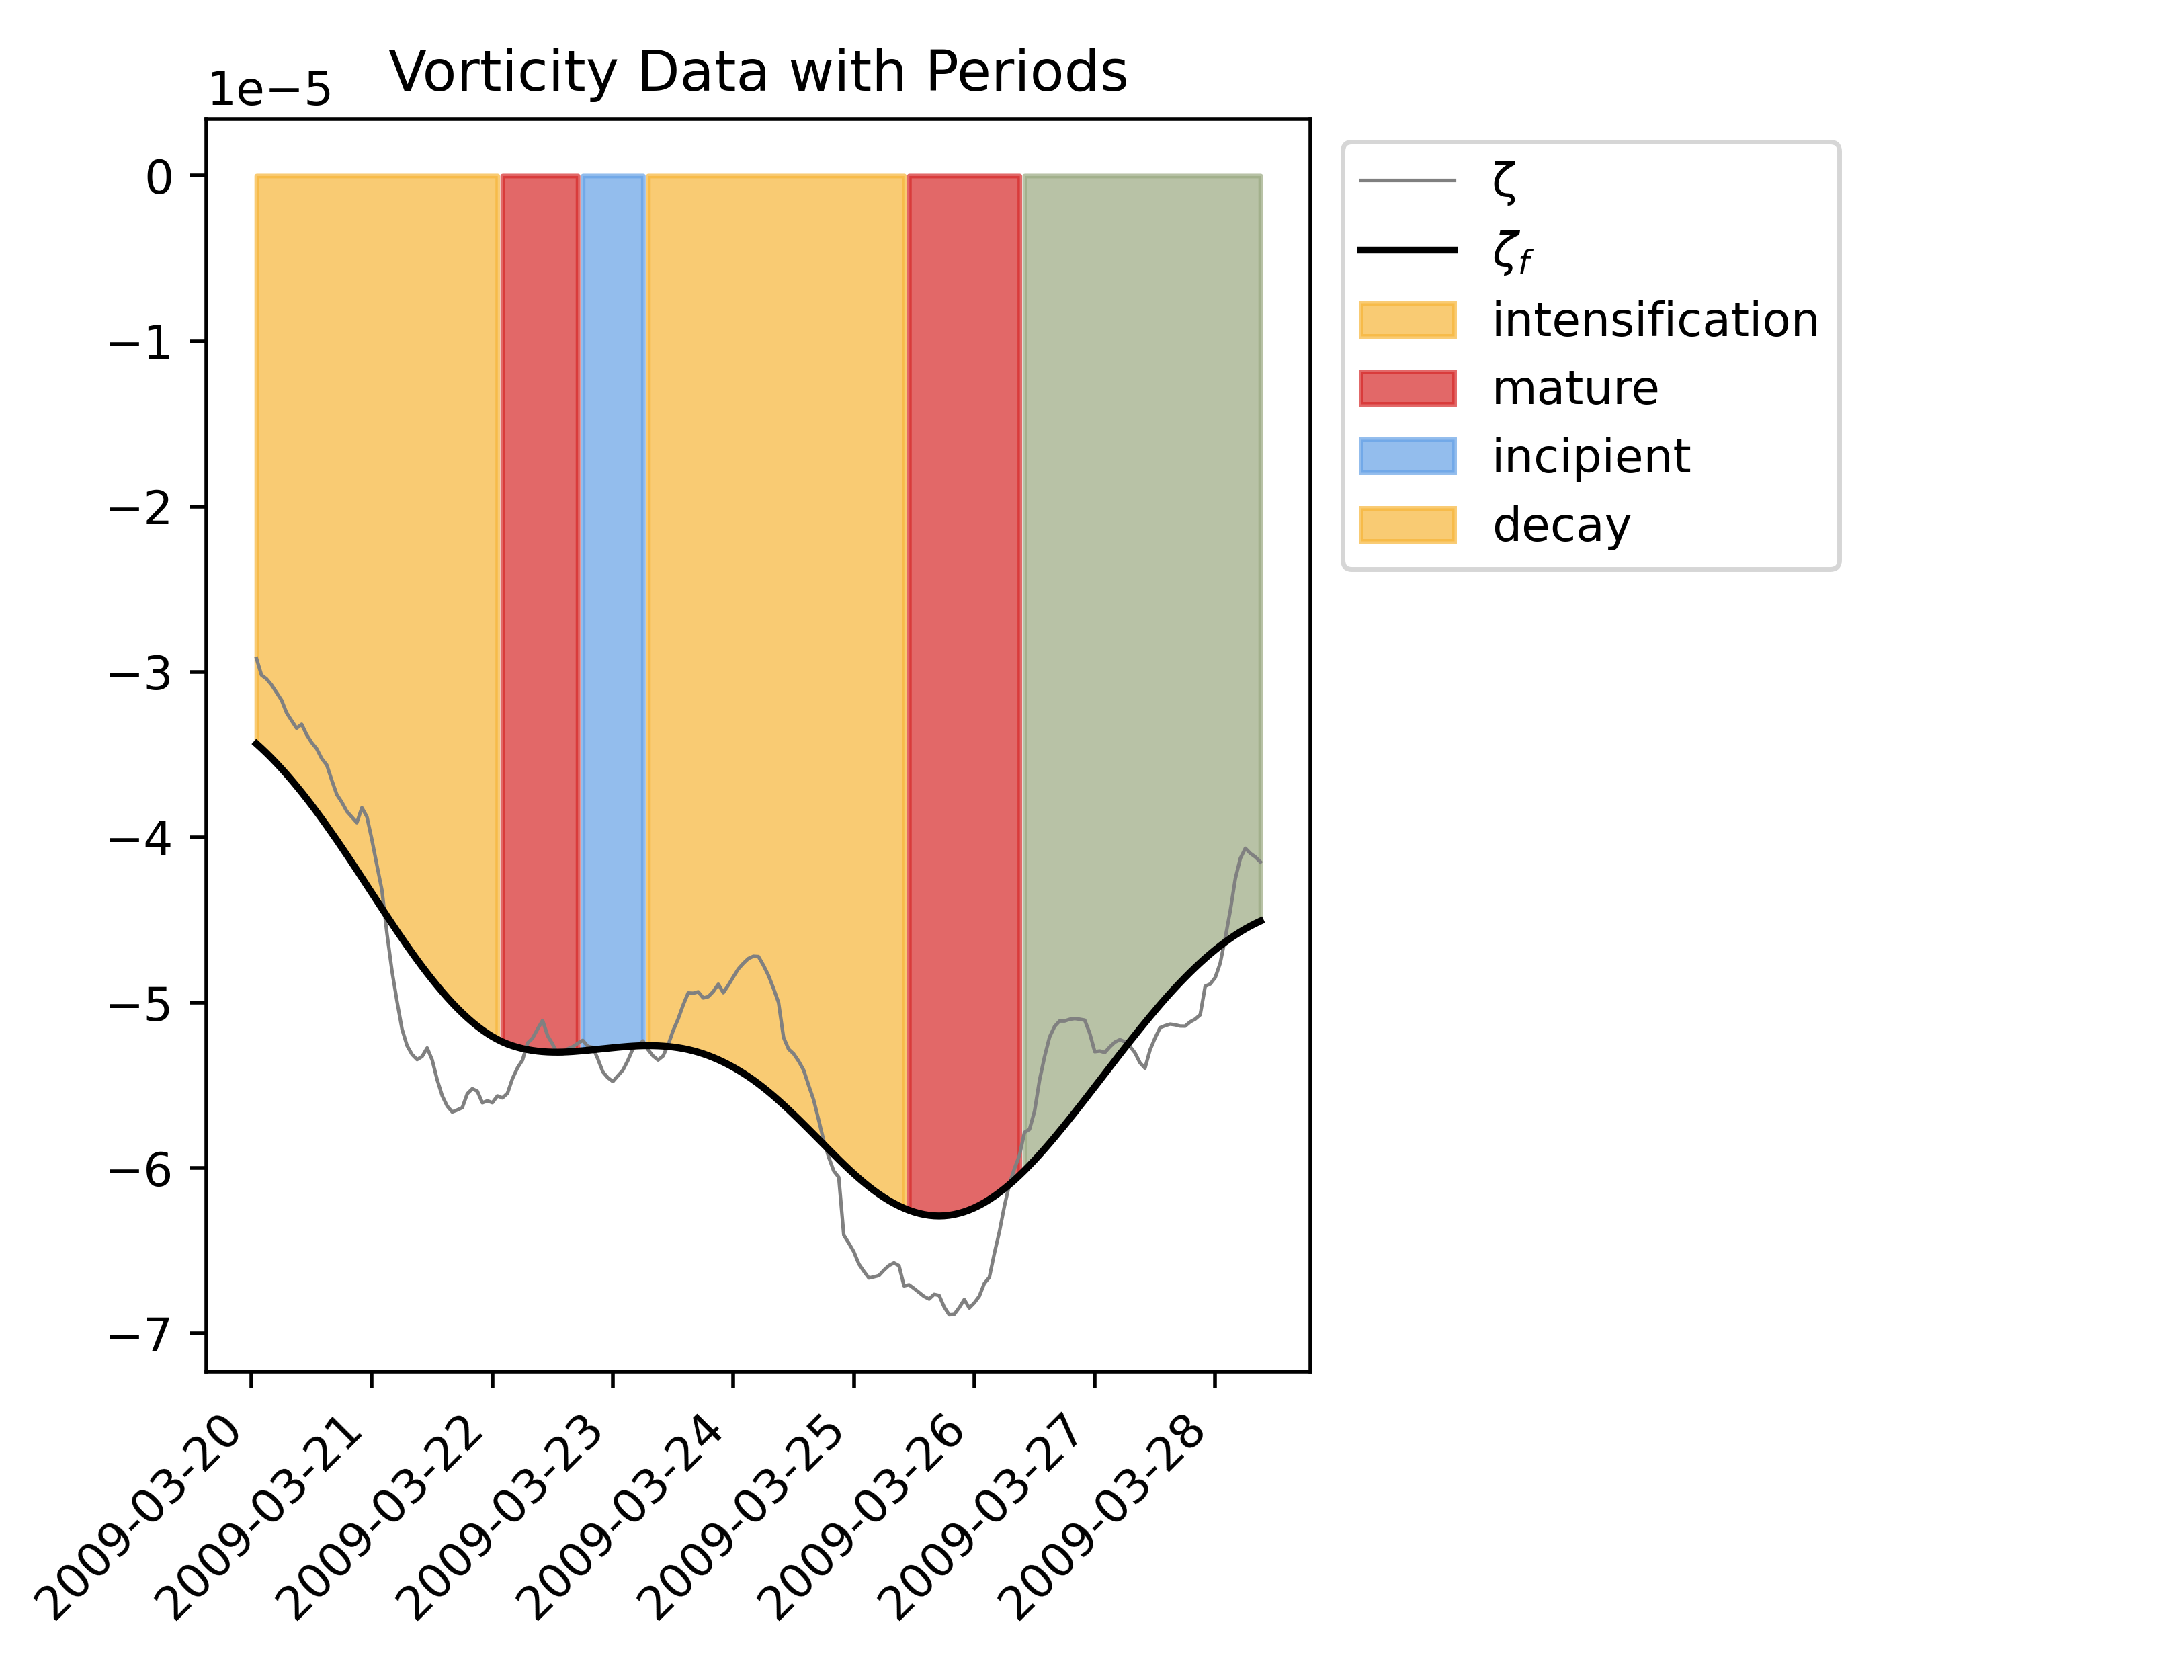 Vorticity Data with Periods
1e−5
0
−1
−2
−3
−4
−5
−6
−7
2009-03-20
2009-03-21
2009-03-22
2009-03-23
2009-03-24
2009-03-25
2009-03-26
2009-03-27
2009-03-28
ζ
ζf
intensification
mature
incipient
decay